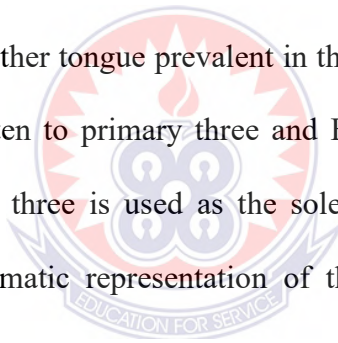 ther tongue prevalent in th
ten to primary three and E
three is used as the sole
matic representation of th
EDUCATION FOR SERVICE